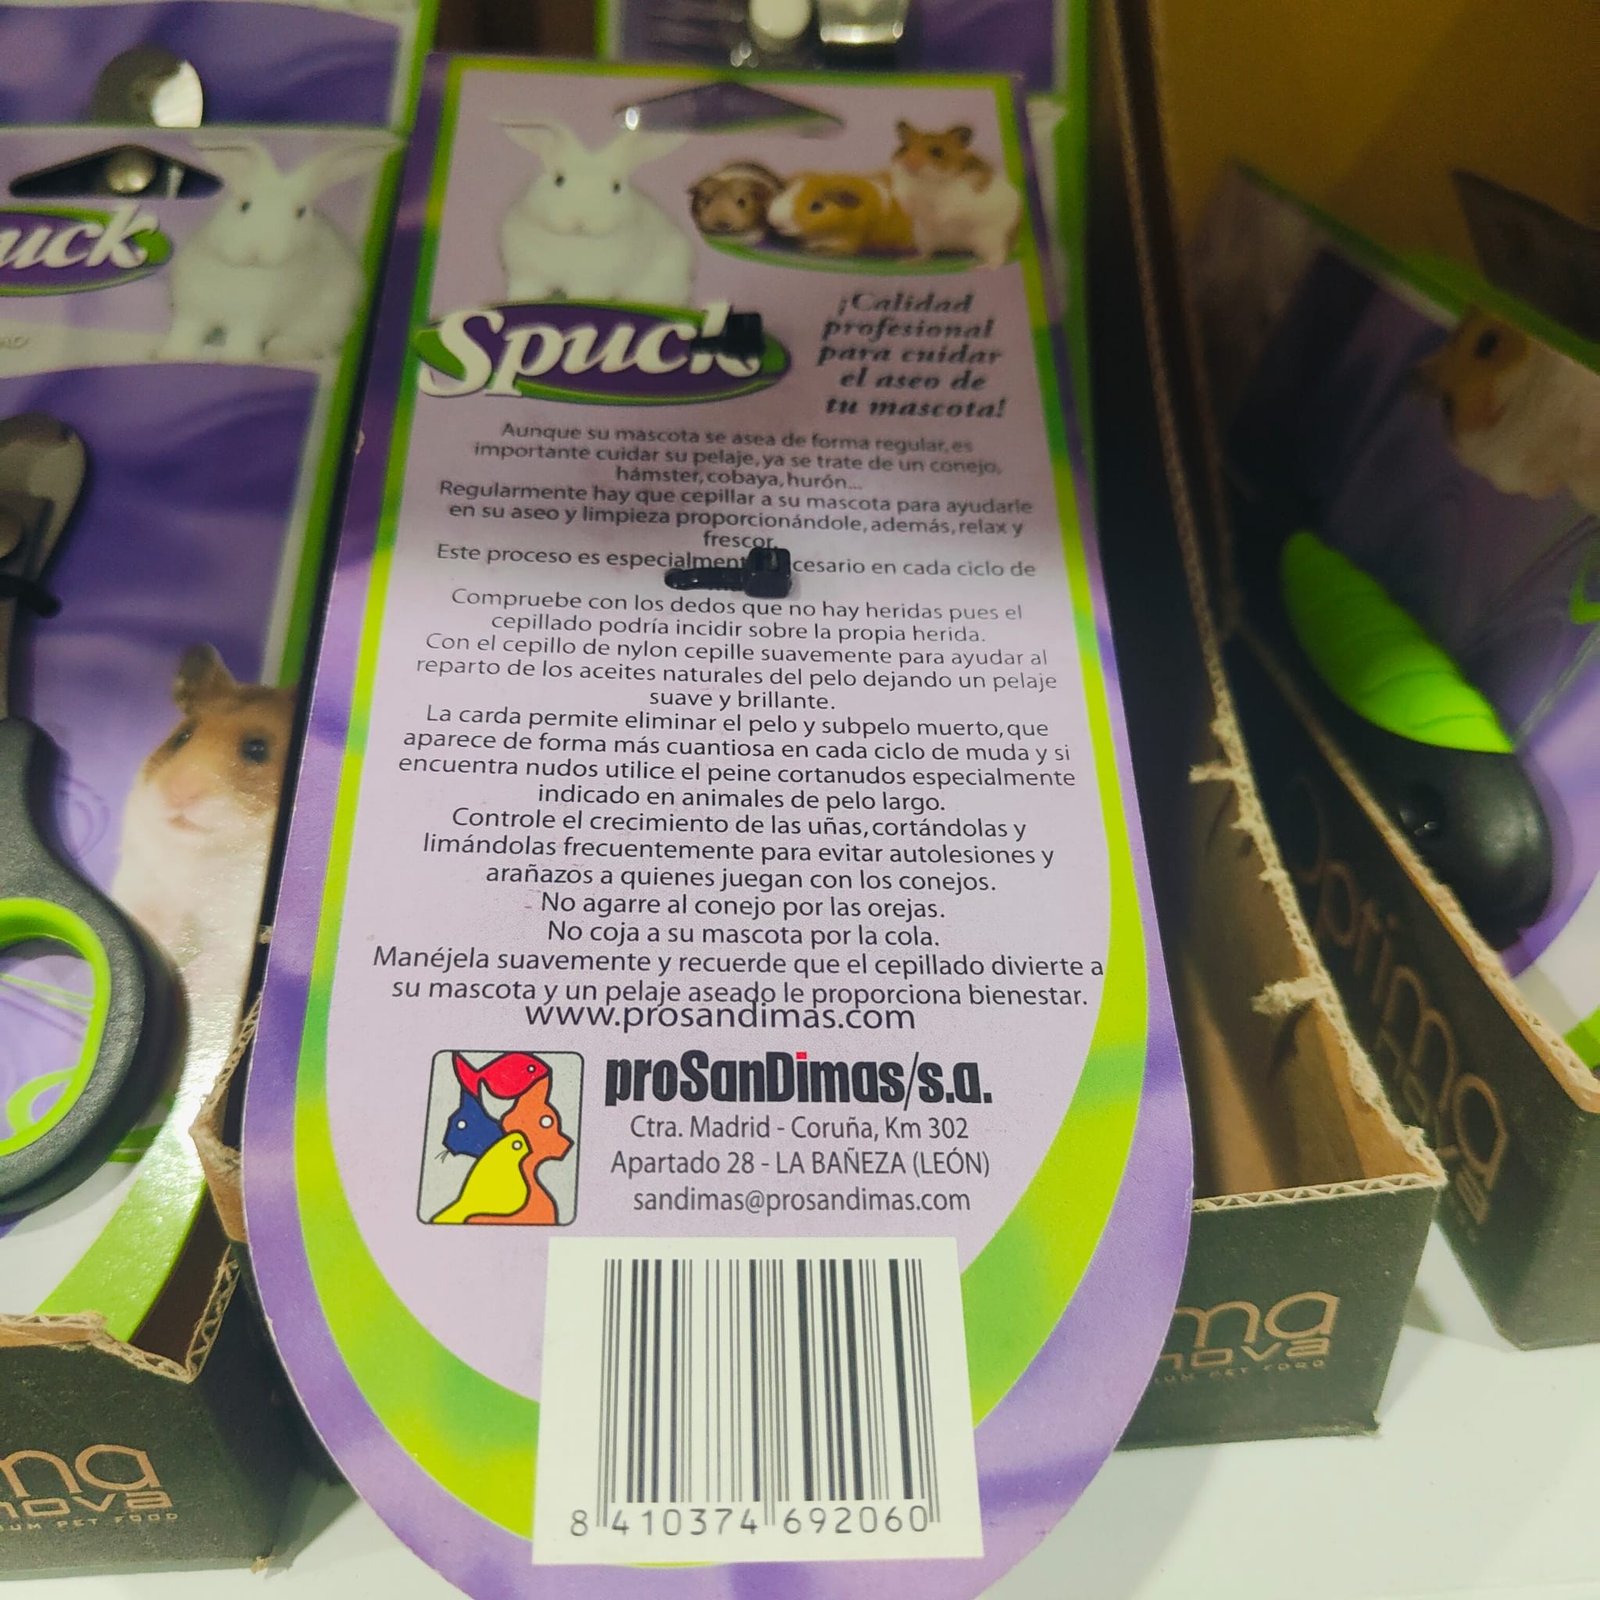 Spuck
¡Calidad
profesional
para cuidar
el aseo de
tu mascota!
Aunque su mascota se asea de forma regular, es
importante cuidar su pelaje, ya se trate de un conejo,
hámster, cobaya, hurón...
Regularmente hay que cepillar a su mascota para ayudarle
en su aseo y limpieza proporcionándole, además, relax y
frescor.
Este proceso es especialment cesario en cada ciclo de
Compruebe con los dedos que no hay heridas pues el
cepillado podría incidir sobre la propia herida.
Con el cepillo de nylon cepille suavemente para ayudar al
reparto de los aceites naturales del pelo dejando un pelaje
suave y brillante.
La carda permite eliminar el pelo y subpelo muerto, que
aparece de forma más cuantiosa en cada ciclo de muda y si
encuentra nudos utilice el peine cortanudos especialmente
indicado en animales de pelo largo.
Controle el crecimiento de las uñas, cortándolas y
limándolas frecuentemente para evitar autolesiones y
arañazos a quienes juegan con los conejos.
No agarre al conejo por las orejas.
No coja a su mascota por la cola.
Manéjela suavemente y recuerde que el cepillado divierte a
su mascota y un pelaje aseado le proporciona bienestar.
www.prosandimas.com
proSanDimas/s.a.
Ctra. Madrid - Coruña, Km 302
Apartado 28 - LA BAÑEZA (LEÓN)
sandimas@prosandimas.com
8 410374 692060
uck
ma
nova
UM PET FOOD
ma
nova
IUM PET FOOD
Optima
nova